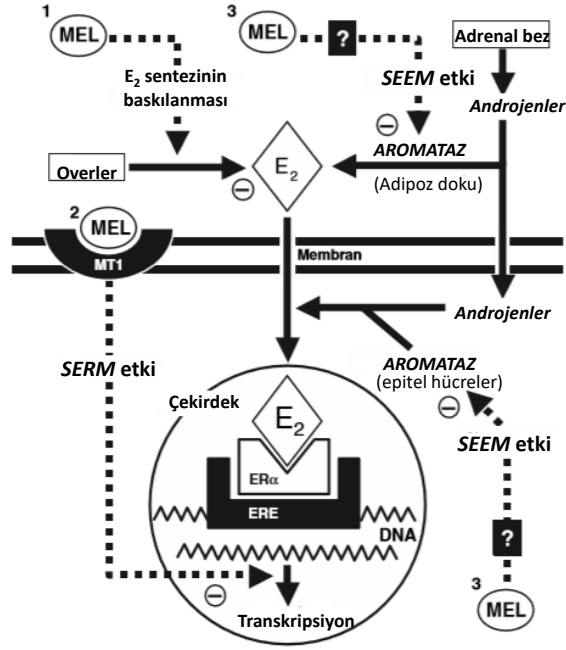 1
MEL
E₂ sentezinin
baskılanması
3
MEL
?
SEEM etki
Adrenal bez
Androjenler
Overler
E₂
AROMATAZ
(Adipoz doku)
2
MEL
MT1
Membran
Androjenler
SERM etki
AROMATAZ
(epitel hücreler)
Çekirdek
E₂
SEEM etki
ERα
ERE
DNA
?
Transkripsiyon
3
MEL